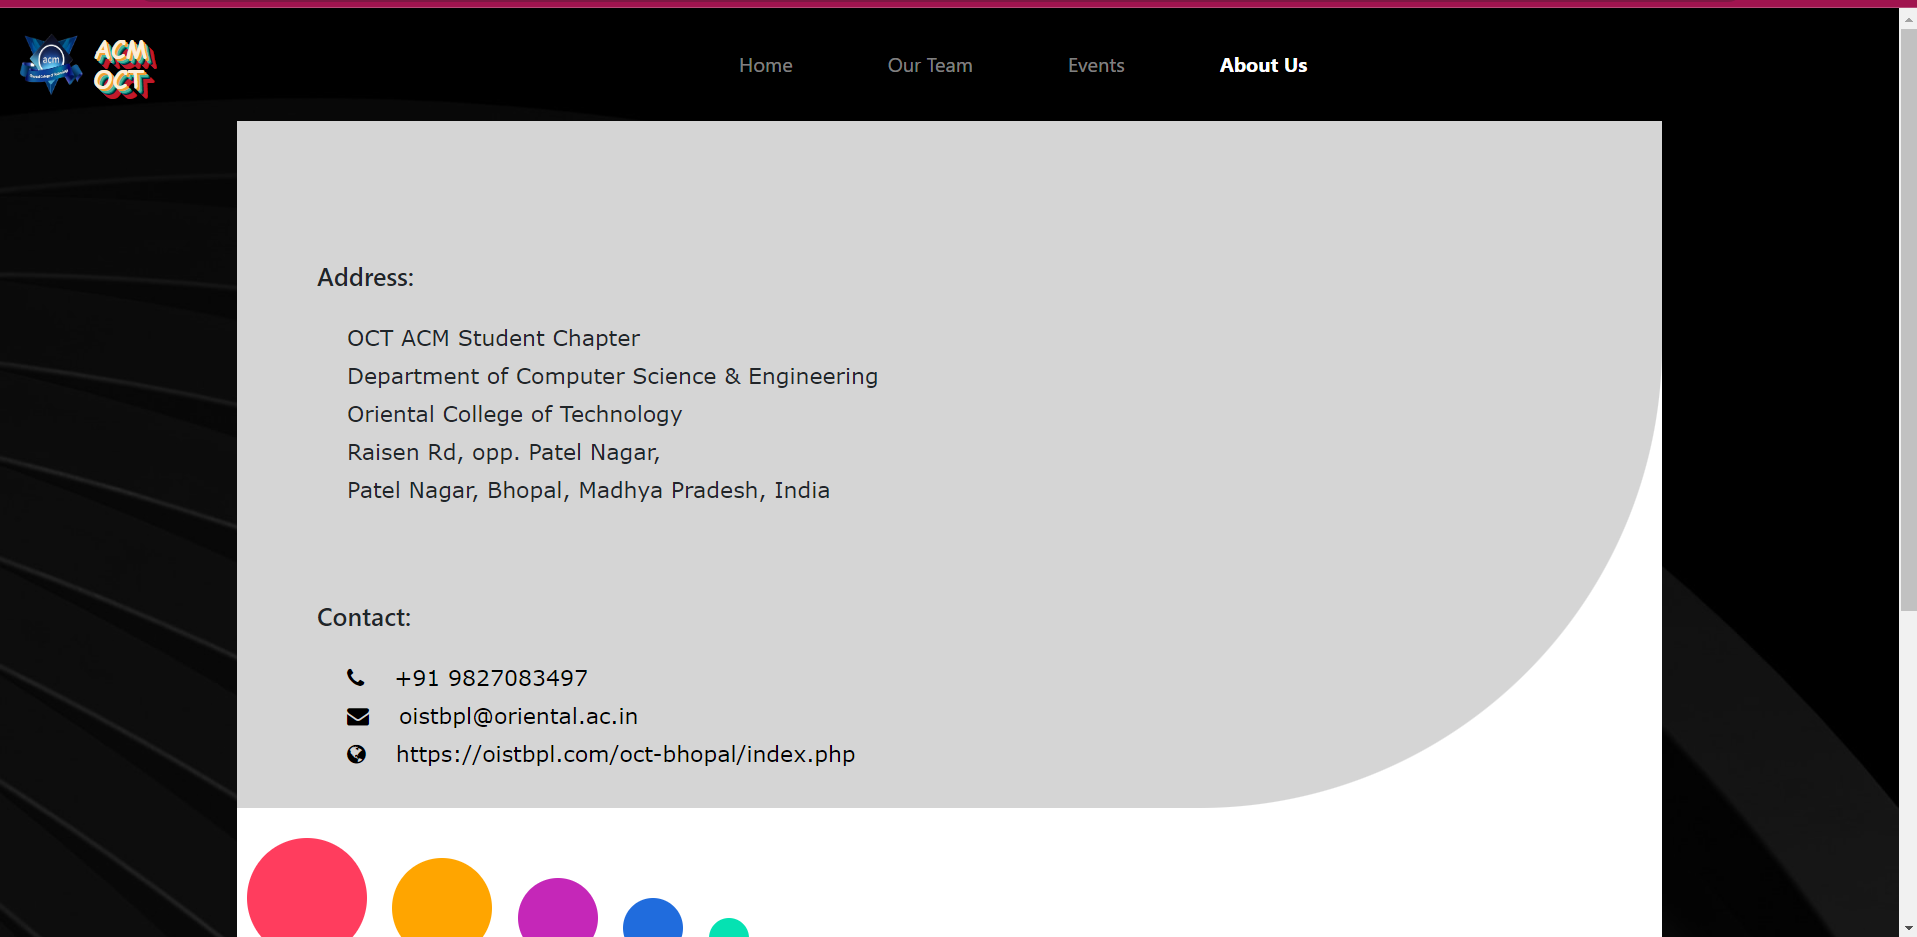 acm
ACM
OCT
Home
Our Team
Events
About Us
Address:
OCT ACM Student Chapter
Department of Computer Science & Engineering
Oriental College of Technology
Raisen Rd, opp. Patel Nagar,
Patel Nagar, Bhopal, Madhya Pradesh, India
Contact:
+91 9827083497
oistbpl@oriental.ac.in
https://oistbpl.com/oct-bhopal/index.php